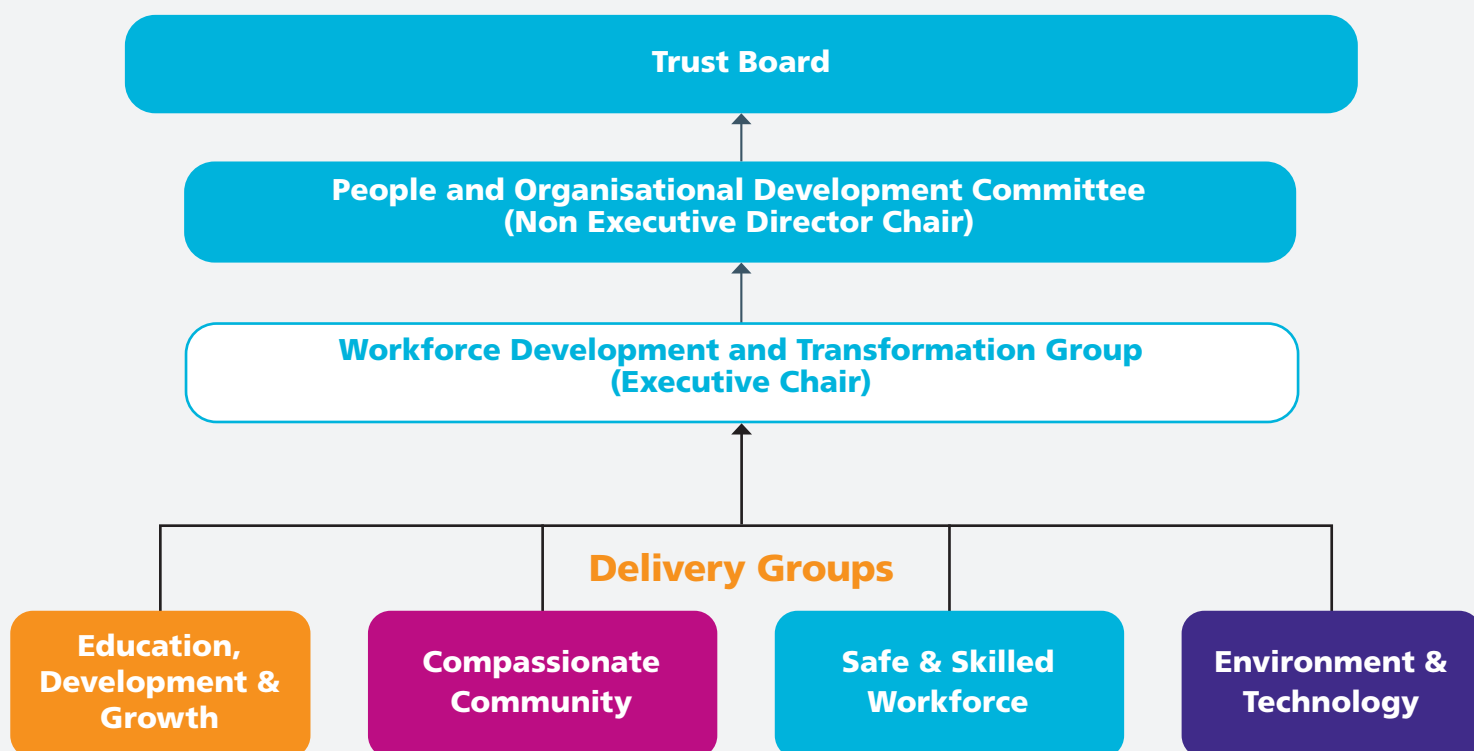 Trust Board
People and Organisational Development Committee
(Non Executive Director Chair)
Workforce Development and Transformation Group
(Executive Chair)
Delivery Groups
Education,
Development &
Growth
Compassionate
Community
Safe & Skilled
Workforce
Environment &
Technology